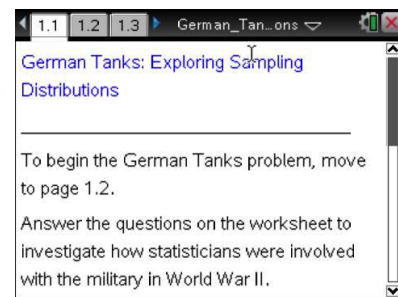 1.1 1.2 1.3 German_Tan...ons
German Tanks: Exploring Sampling
Distributions
To begin the German Tanks problem, move
to page 1.2.
Answer the questions on the worksheet to
investigate how statisticians were involved
with the military in World War II.